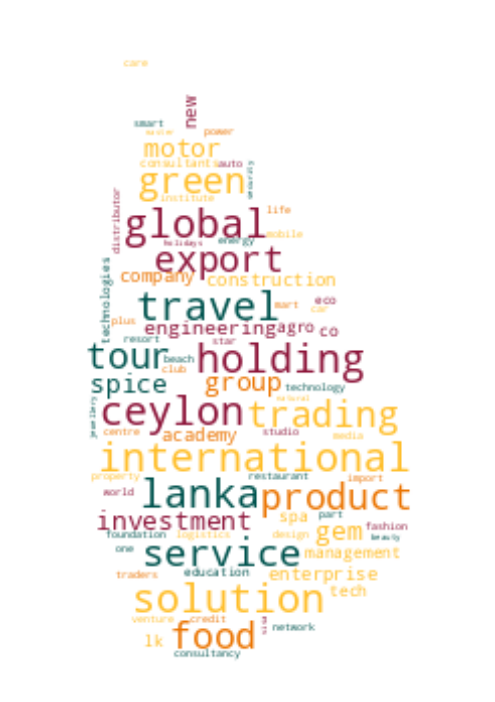 care
new
smart
master power
motor
consultants auto
green security
institute
distributor life
global mobile
holidays energy
export
technologies company construction
travel mart eco
car
plus engineering agro co
resort star
tour beach holding
club
spice group technology
jewellery natural
ceylon trading
centre academy studio media
international
property restaurant import
world lanka product
investment spa part
gem fashion
foundation logistics design beauty
one service management
traders education enterprise
solution tech
venture credit
lk food sisa network
consultancy